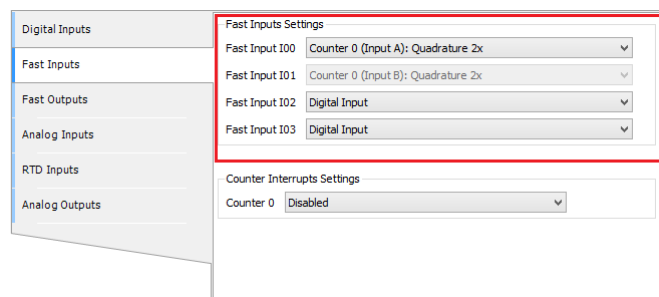 Digital Inputs
Fast Inputs
Fast Outputs
Analog Inputs
RTD Inputs
Analog Outputs
Fast Inputs Settings
Fast Input I00 Counter 0 (Input A): Quadrature 2x
Fast Input I01 Counter 0 (Input B): Quadrature 2x
Fast Input I02 Digital Input
Fast Input I03 Digital Input
Counter Interrupts Settings
Counter 0 Disabled